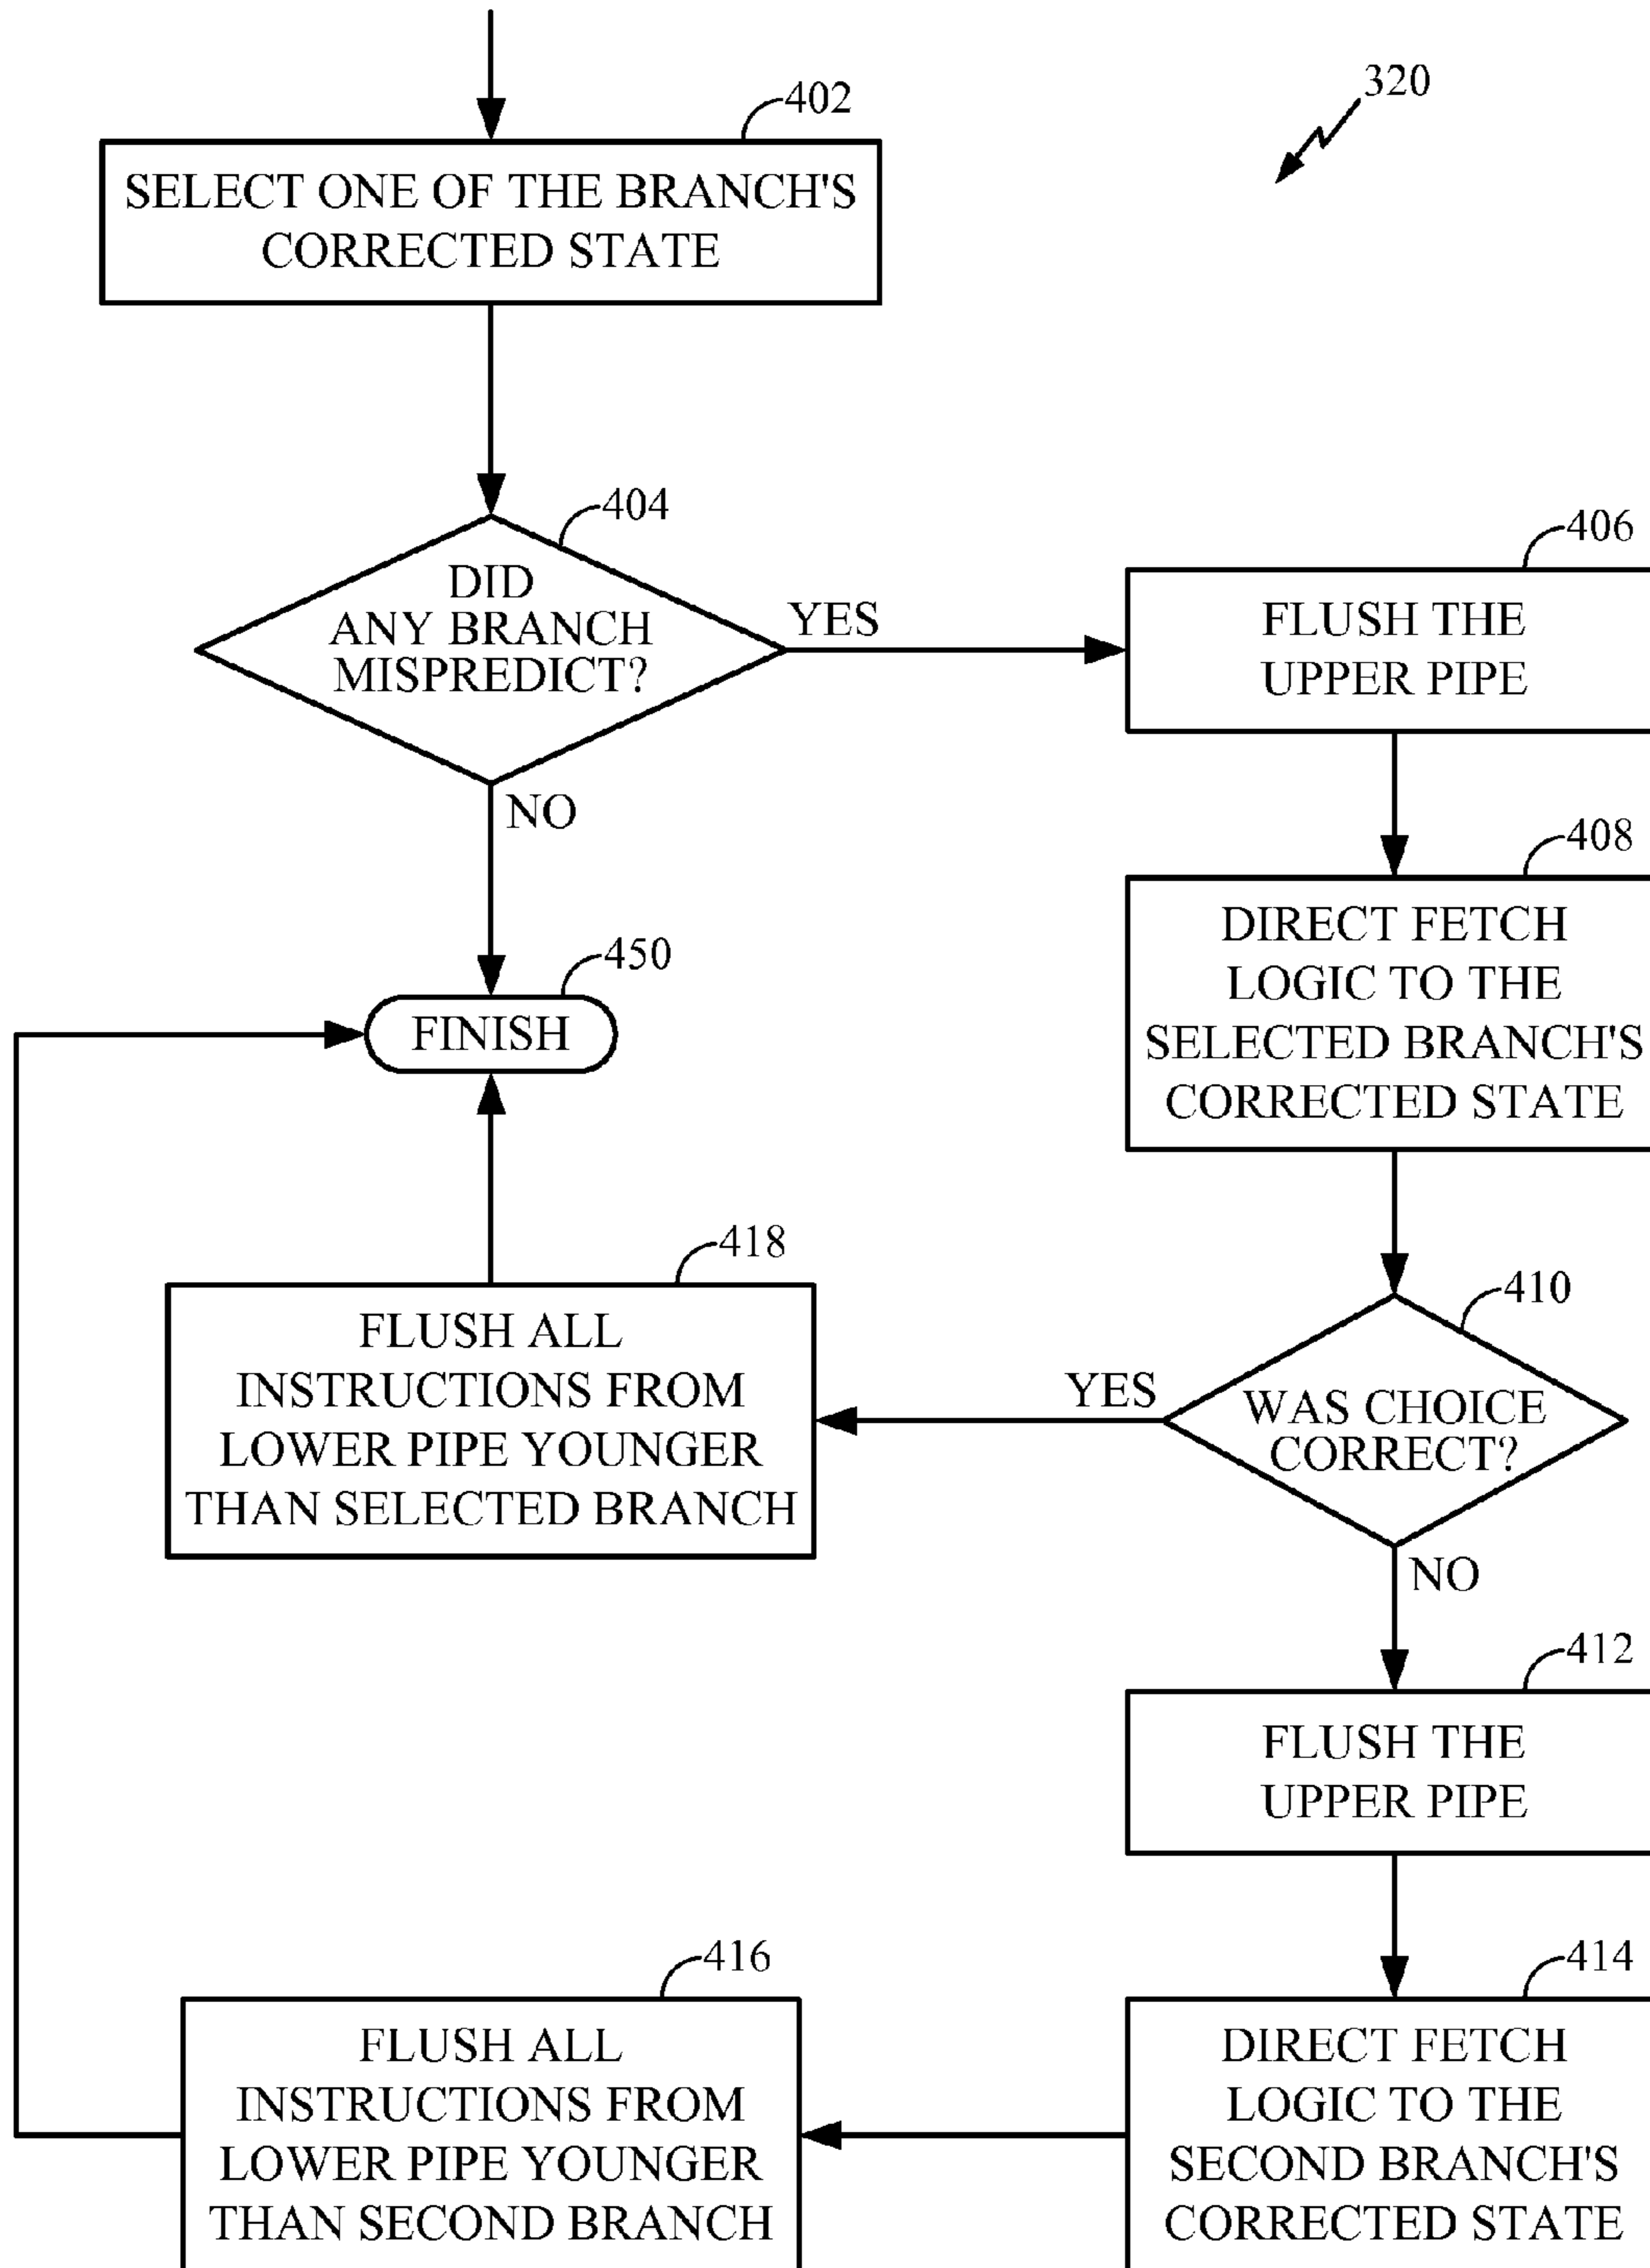 320
402
SELECT ONE OF THE BRANCH'S
CORRECTED STATE
404
DID
ANY BRANCH
MISPREDICT?
YES
NO
406
FLUSH THE
UPPER PIPE
408
DIRECT FETCH
LOGIC TO THE
SELECTED BRANCH'S
CORRECTED STATE
450
FINISH
410
WAS CHOICE
CORRECT?
YES
NO
418
FLUSH ALL
INSTRUCTIONS FROM
LOWER PIPE YOUNGER
THAN SELECTED BRANCH
412
FLUSH THE
UPPER PIPE
414
DIRECT FETCH
LOGIC TO THE
SECOND BRANCH'S
CORRECTED STATE
416
FLUSH ALL
INSTRUCTIONS FROM
LOWER PIPE YOUNGER
THAN SECOND BRANCH